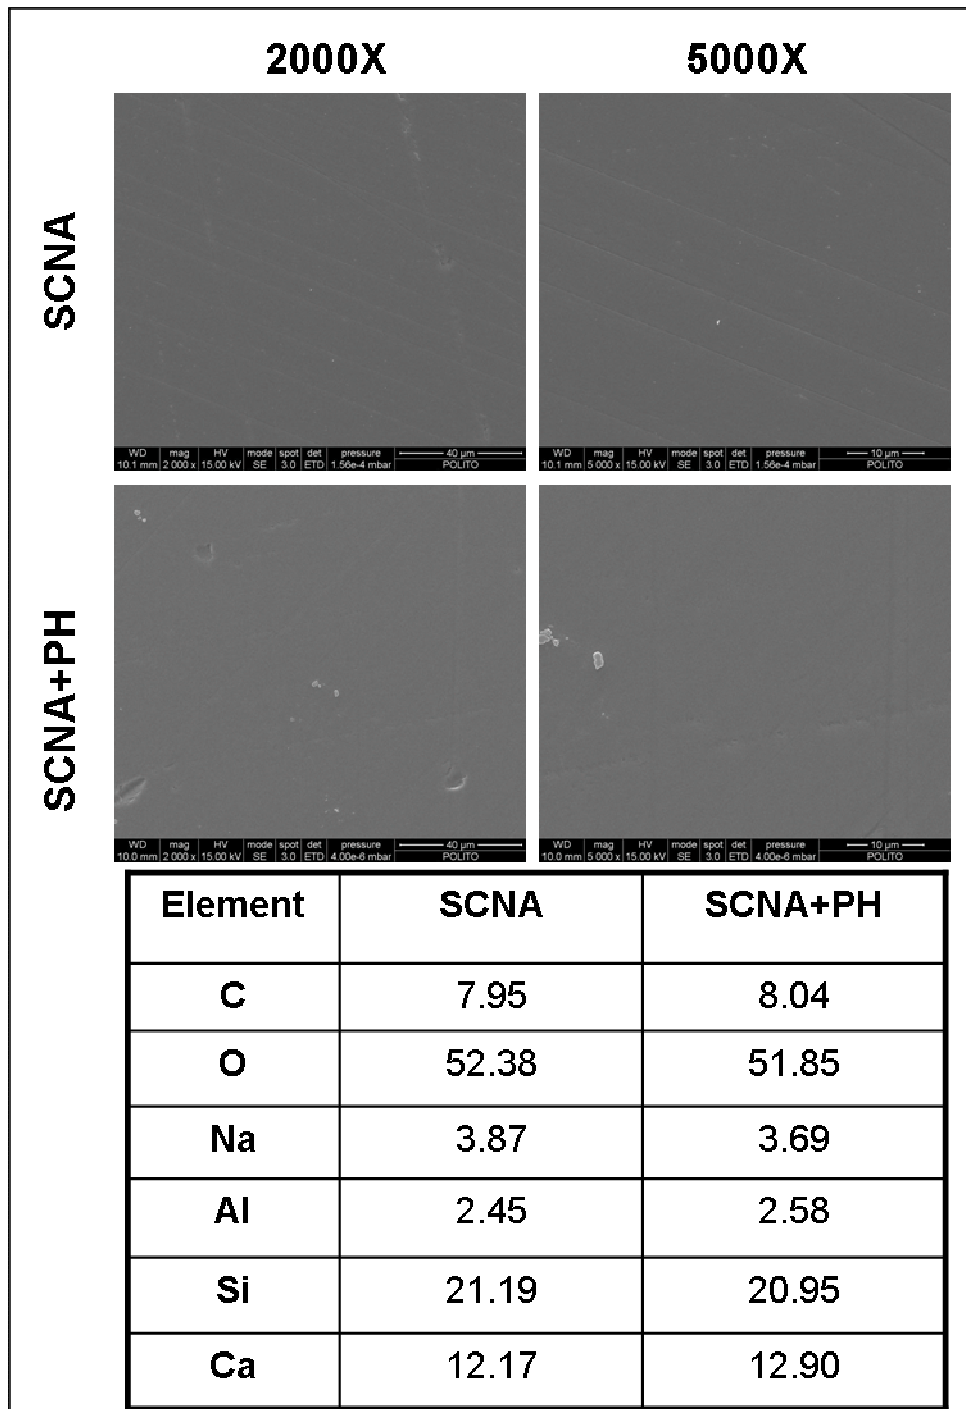 2000X 5000X
SCNA
WD mag HV mode spot det pressure 40 µm
10.1 mm 2 000 x 15.00 kV SE 3.0 ETD 1.56e-4 mbar POLITO
WD mag HV mode spot det pressure 10 µm
10.1 mm 5 000 x 15.00 kV SE 3.0 ETD 1.56e-4 mbar POLITO
SCNA+PH
WD mag HV mode spot det pressure 40 µm
10.0 mm 2 000 x 15.00 kV SE 3.0 ETD 4.00e-6 mbar POLITO
WD mag HV mode spot det pressure 10 µm
10.0 mm 5 000 x 15.00 kV SE 3.0 ETD 4.00e-6 mbar POLITO
Element SCNA SCNA+PH
C 7.95 8.04
O 52.38 51.85
Na 3.87 3.69
Al 2.45 2.58
Si 21.19 20.95
Ca 12.17 12.90